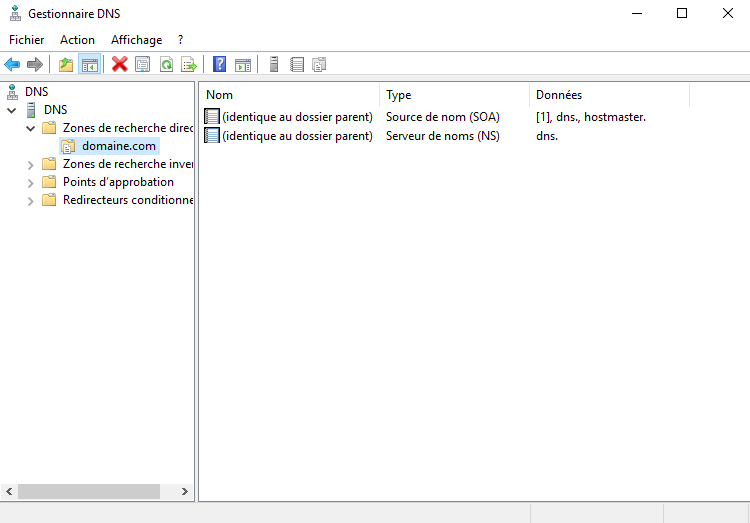 Gestionnaire DNS
Fichier Action Affichage ?
DNS
DNS
Zones de recherche direc
domaine.com
Zones de recherche inver
Points d'approbation
Redirecteurs conditionne
Nom Type Données
(identique au dossier parent) Source de nom (SOA) [1], dns., hostmaster.
(identique au dossier parent) Serveur de noms (NS) dns.